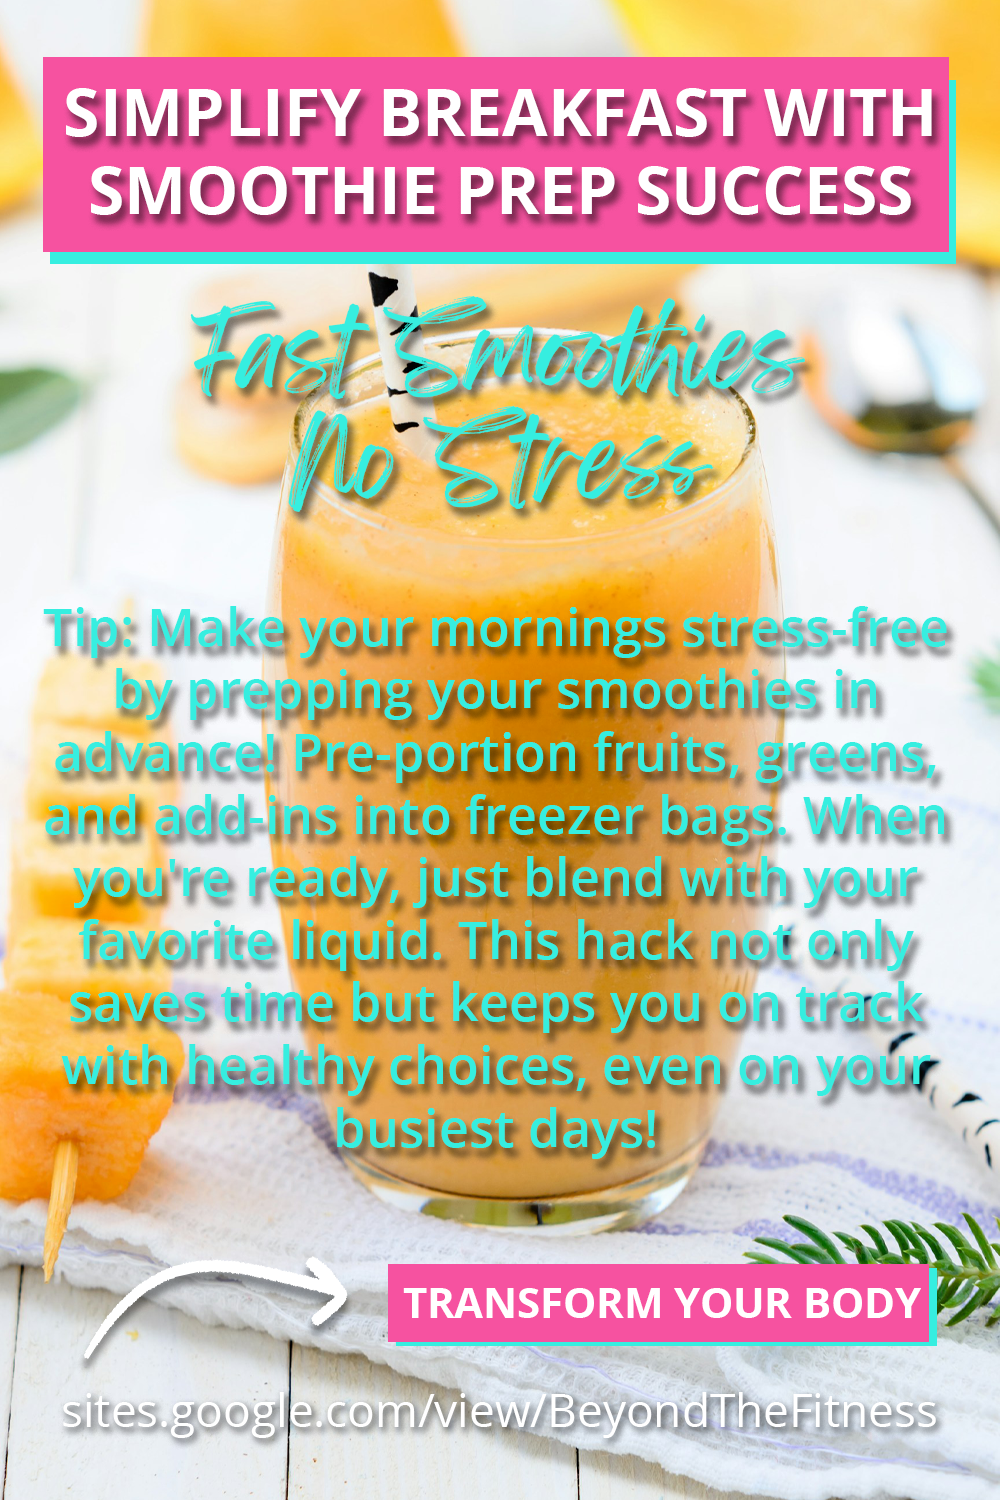 SIMPLIFY BREAKFAST WITH
SMOOTHIE PREP SUCCESS
Fast Smoothies
No Stress
Tip: Make your mornings stress-free
by prepping your smoothies in
advance! Pre-portion fruits, greens,
and add-ins into freezer bags. When
you're ready, just blend with your
favorite liquid. This hack not only
saves time but keeps you on track
with healthy choices, even on your
busiest days!
TRANSFORM YOUR BODY
sites.google.com/view/BeyondTheFitness